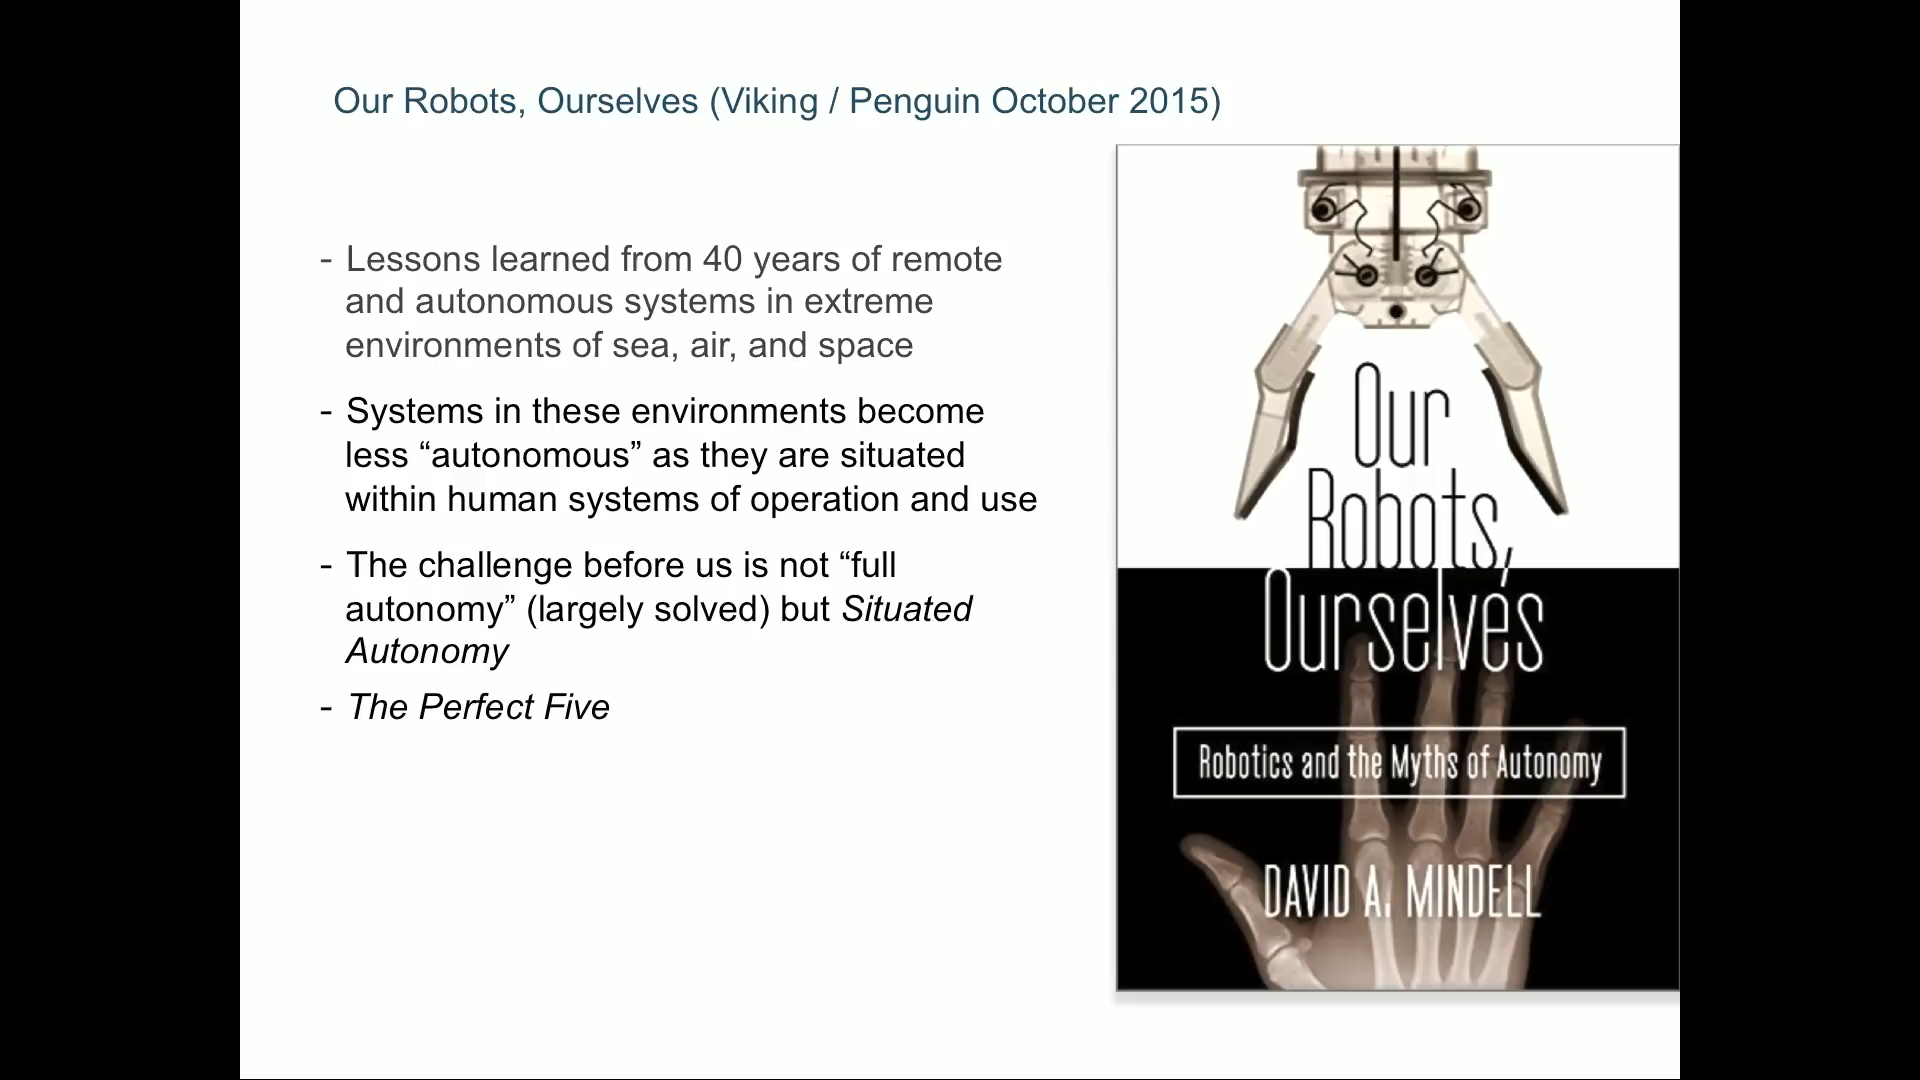 Our Robots, Ourselves (Viking / Penguin October 2015)
- Lessons learned from 40 years of remote
and autonomous systems in extreme
environments of sea, air, and space
- Systems in these environments become
less “autonomous” as they are situated
within human systems of operation and use
- The challenge before us is not “full
autonomy” (largely solved) but Situated
Autonomy
- The Perfect Five
Our
Robots,
Ourselves
Robotics and the Myths of Autonomy
DAVID A. MINDELL